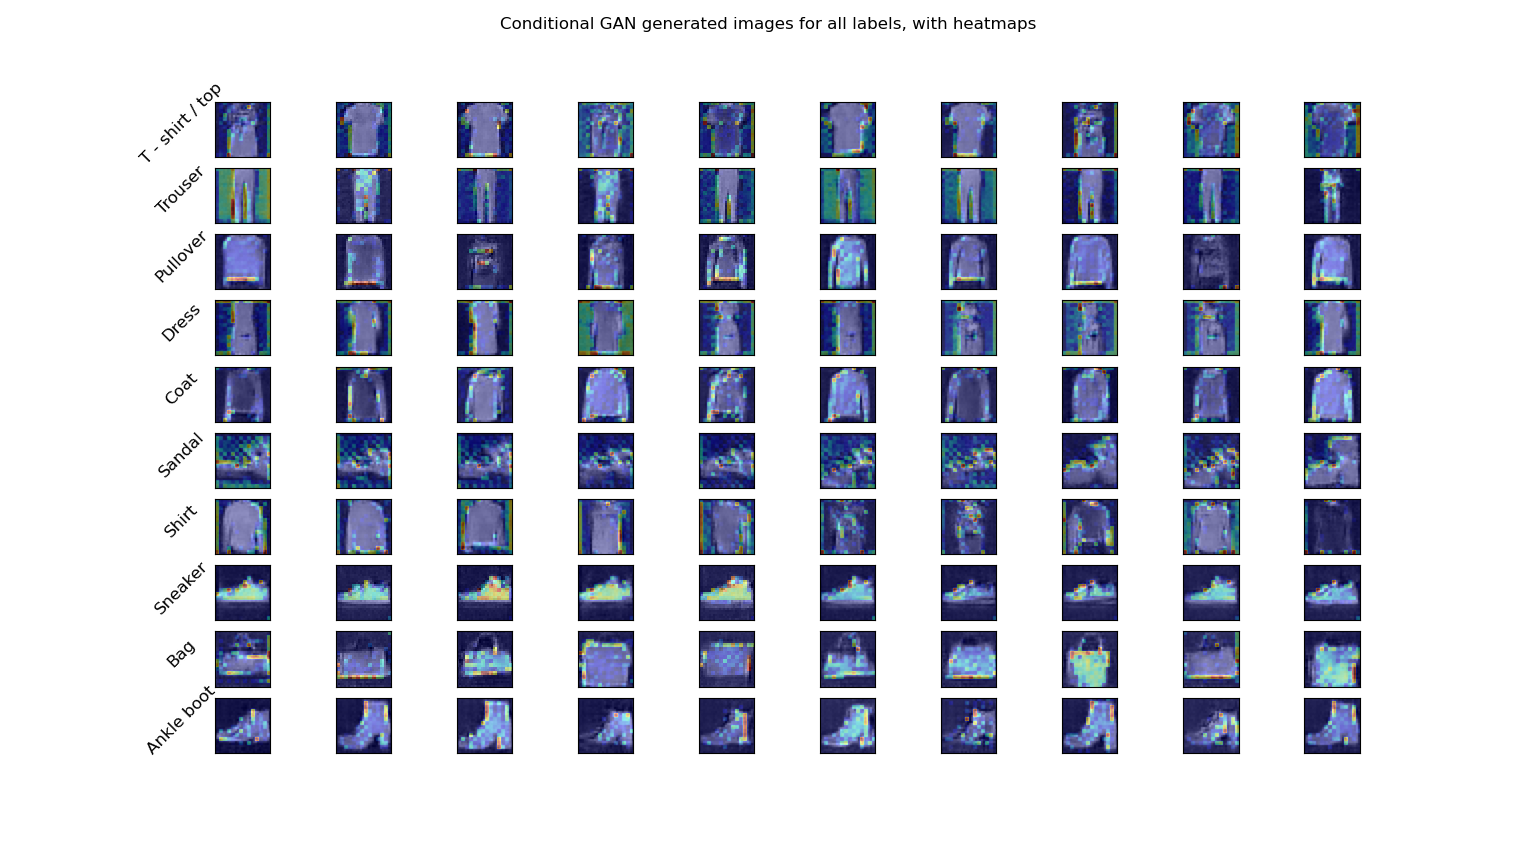 Conditional GAN generated images for all labels, with heatmaps
T - shirt / top
Trouser
Pullover
Dress
Coat
Sandal
Shirt
Sneaker
Bag
Ankle boot